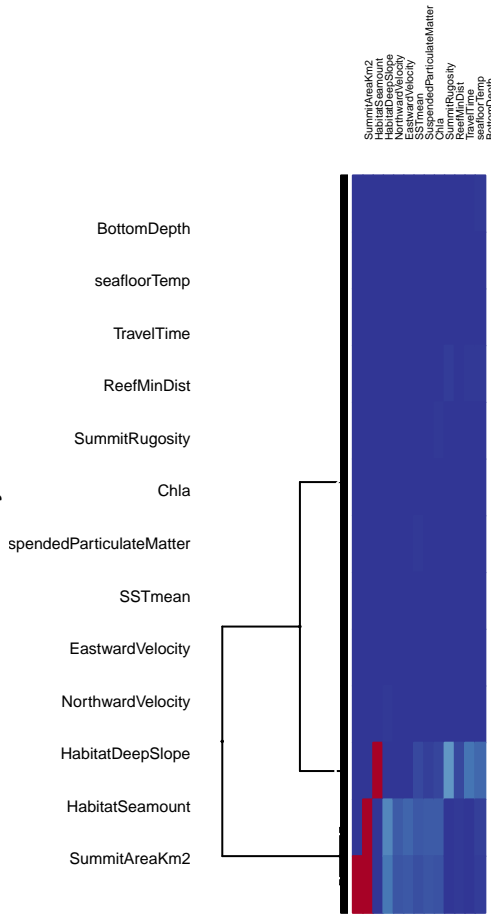 SummitAreaKm2
HabitatSeamount
HabitatDeepSlope
NorthwardVelocity
EastwardVelocity
SSTmean
SuspendedParticulateMatter
Chla
SummitRugosity
ReefMinDist
TravelTime
seafloorTemp
BottomDepth
BottomDepth
seafloorTemp
TravelTime
ReefMinDist
SummitRugosity
Chla
spendedParticulateMatter
SSTmean
EastwardVelocity
NorthwardVelocity
HabitatDeepSlope
HabitatSeamount
SummitAreaKm2